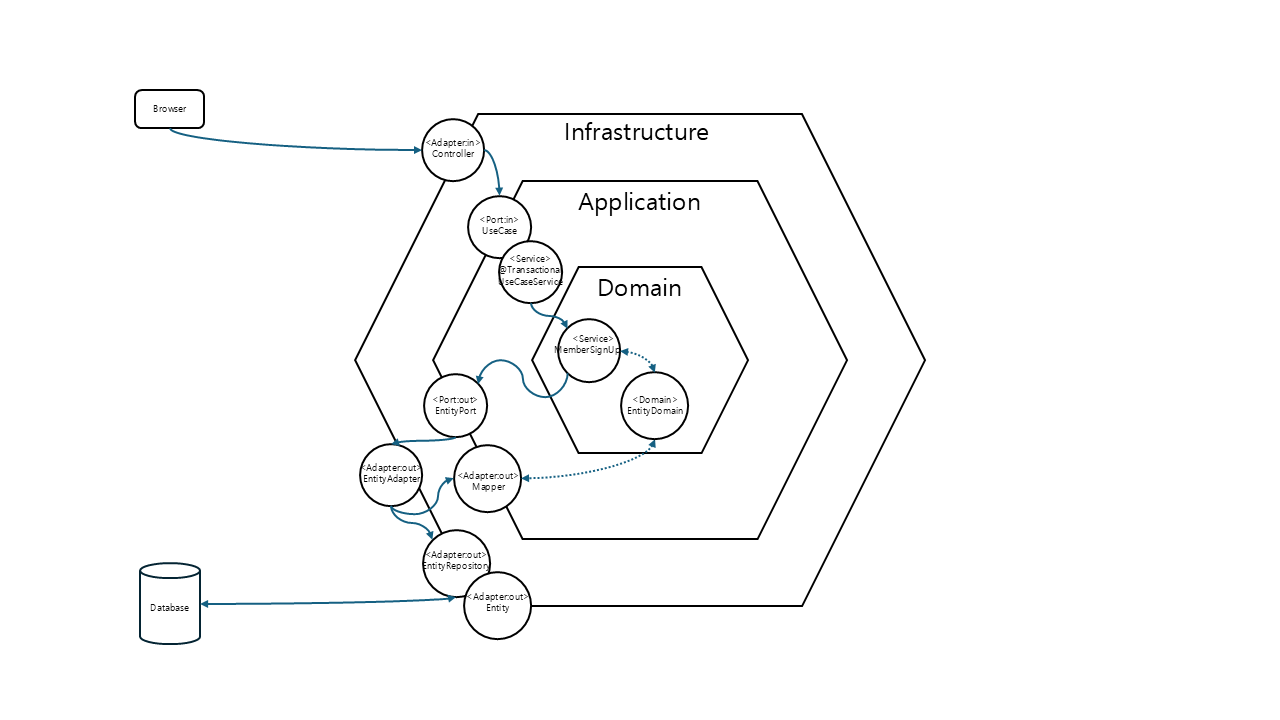 Browser
Infrastructure
<Adapter:in>
Controller
Application
<Port:in>
UseCase
<Service>
@Transactional
UseCaseService
Domain
<Service>
MemberSignUp
<Port:out>
EntityPort
<Domain>
EntityDomain
<Adapter:out>
EntityAdapter
<Adapter:out>
Mapper
<Adapter:out>
EntityRepository
<Adapter:out>
Entity
Database